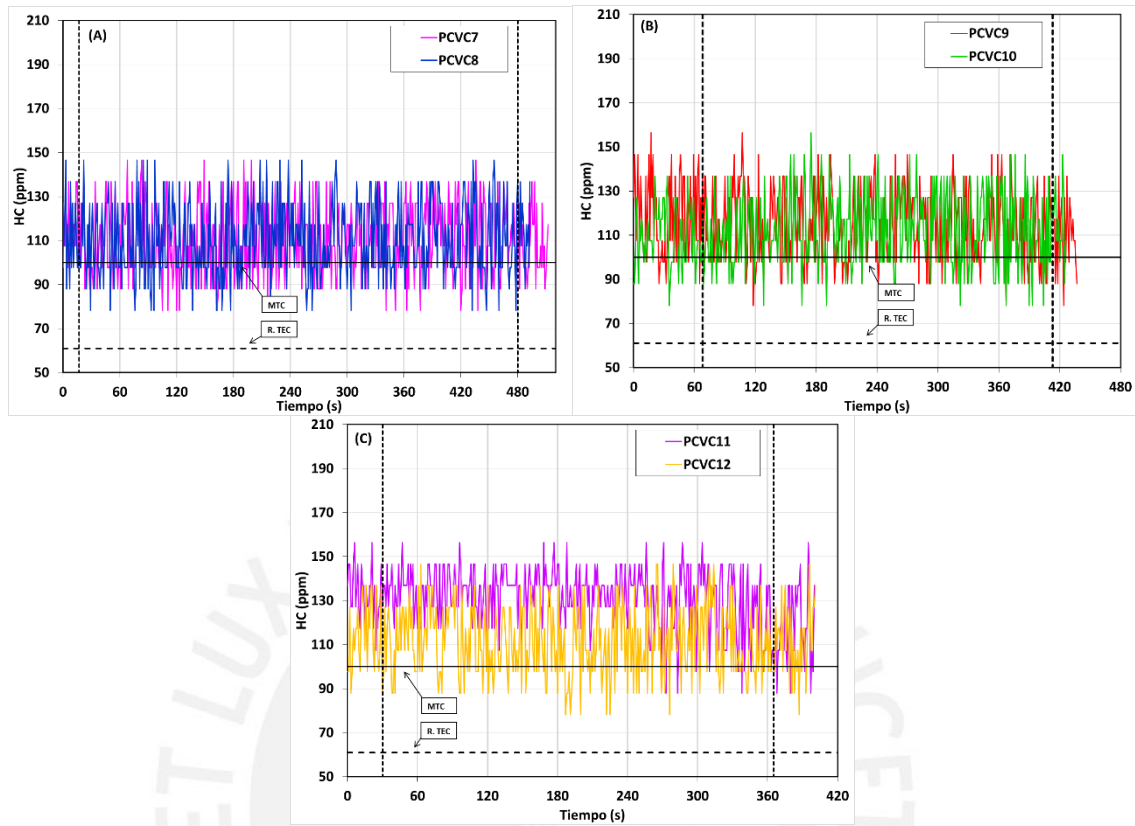 (A)
PCVC7
PCVC8
HC (ppm)
210
190
170
150
130
110
90
70
50
MTC
R. TEC
0 60 120 180 240 300 360 420 480
Tiempo (s)
(B)
PCVC9
PCVC10
HC (ppm)
210
190
170
150
130
110
90
70
50
MTC
R. TEC
0 60 120 180 240 300 360 420 480
Tiempo (s)
(C)
PCVC11
PCVC12
HC (ppm)
210
190
170
150
130
110
90
70
50
MTC
R. TEC
0 60 120 180 240 300 360 420
Tiempo (s)
ET LUX